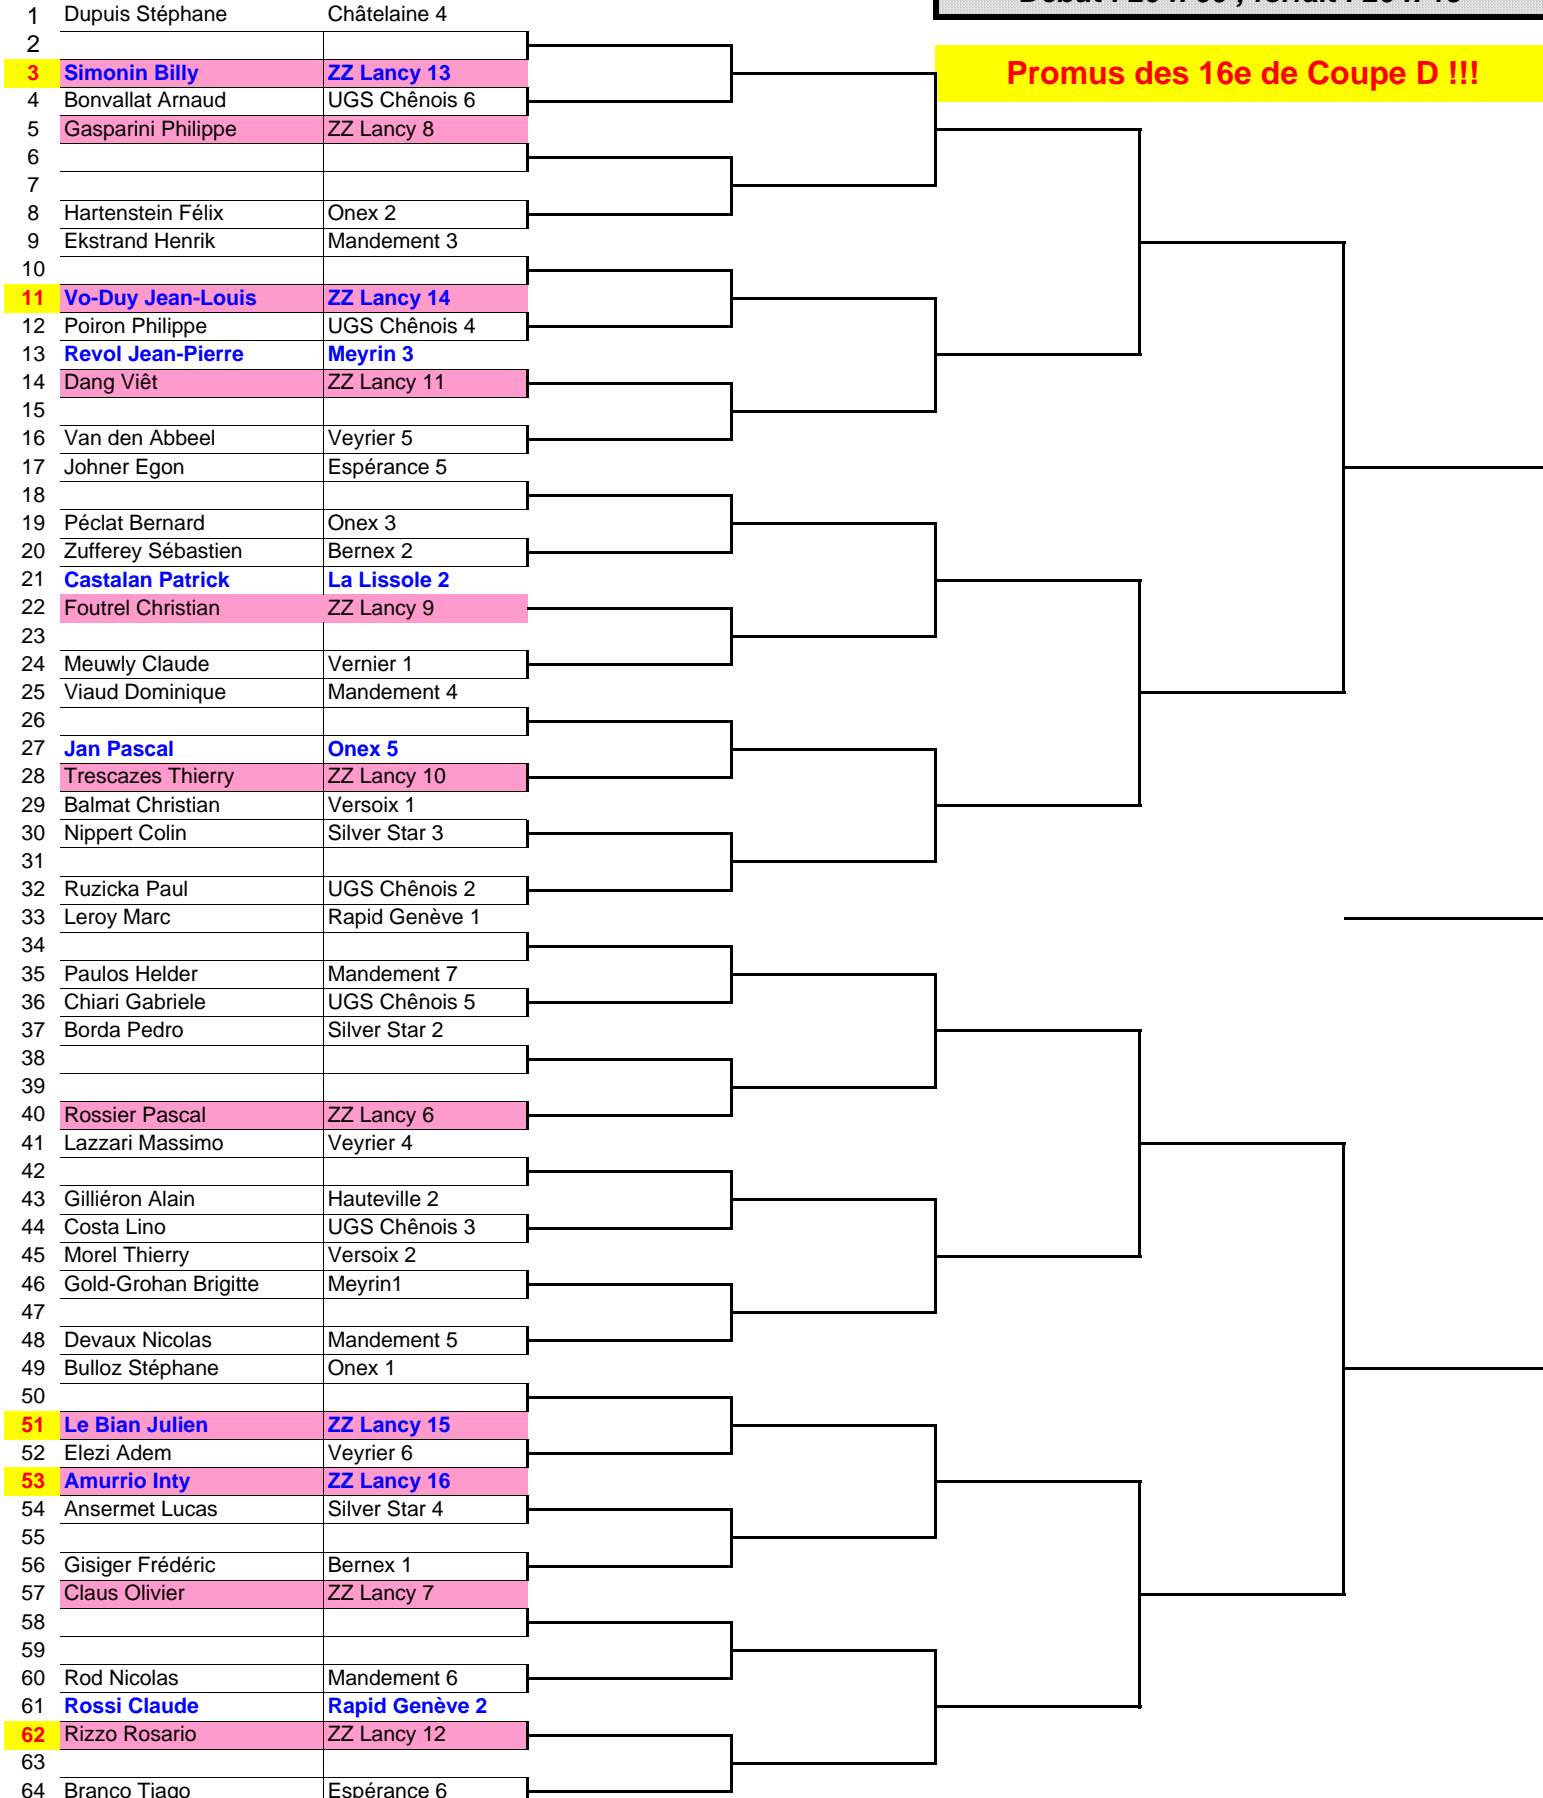 Début : 20 h 00 ; forfait : 20 h 15
1 Dupuis Stéphane Châtelaine 4
2
Promus des 16e de Coupe D !!!
3 Simonin Billy ZZ Lancy 13
4 Bonvallat Arnaud UGS Chênois 6
5 Gasparini Philippe ZZ Lancy 8
6
7
8 Hartenstein Félix Onex 2
9 Ekstrand Henrik Mandement 3
10
11 Vo-Duy Jean-Louis ZZ Lancy 14
12 Poiron Philippe UGS Chênois 4
13 Revol Jean-Pierre Meyrin 3
14 Dang Viêt ZZ Lancy 11
15
16 Van den Abbeel Veyrier 5
17 Johner Egon Espérance 5
18
19 Péclat Bernard Onex 3
20 Zufferey Sébastien Bernex 2
21 Castalan Patrick La Lissole 2
22 Foutrel Christian ZZ Lancy 9
23
24 Meuwly Claude Vernier 1
25 Viaud Dominique Mandement 4
26
27 Jan Pascal Onex 5
28 Trescazes Thierry ZZ Lancy 10
29 Balmat Christian Versoix 1
30 Nippert Colin Silver Star 3
31
32 Ruzicka Paul UGS Chênois 2
33 Leroy Marc Rapid Genève 1
34
35 Paulos Helder Mandement 7
36 Chiari Gabriele UGS Chênois 5
37 Borda Pedro Silver Star 2
38
39
40 Rossier Pascal ZZ Lancy 6
41 Lazzari Massimo Veyrier 4
42
43 Gilliéron Alain Hauteville 2
44 Costa Lino UGS Chênois 3
45 Morel Thierry Versoix 2
46 Gold-Grohan Brigitte Meyrin1
47
48 Devaux Nicolas Mandement 5
49 Bulloz Stéphane Onex 1
50
51 Le Bian Julien ZZ Lancy 15
52 Elezi Adem Veyrier 6
53 Amurrio Inty ZZ Lancy 16
54 Ansermet Lucas Silver Star 4
55
56 Gisiger Frédéric Bernex 1
57 Claus Olivier ZZ Lancy 7
58
59
60 Rod Nicolas Mandement 6
61 Rossi Claude Rapid Genève 2
62 Rizzo Rosario ZZ Lancy 12
63
64 Branco Tiago Espérance 6